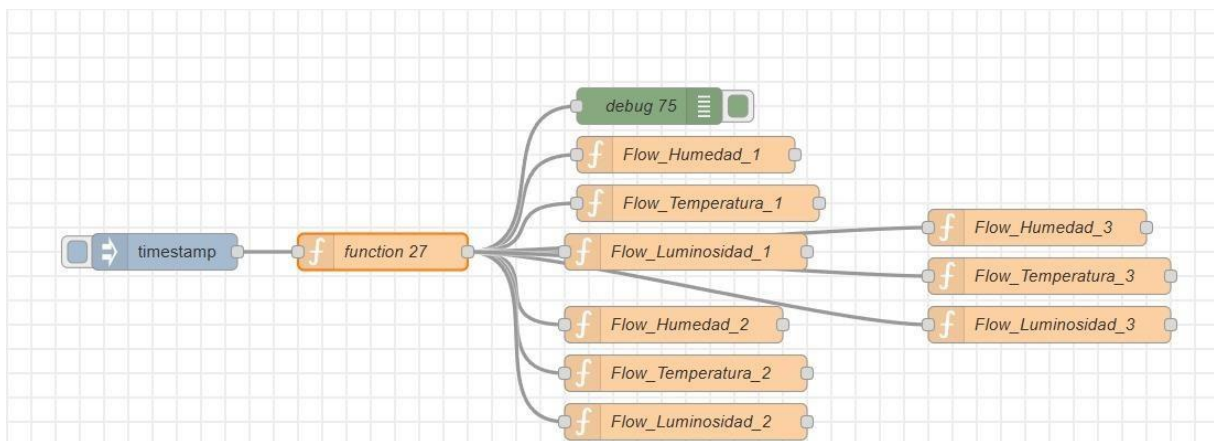 debug 75
Flow_Humedad_1
Flow_Temperatura_1
timestamp
function 27
Flow_Luminosidad_1
Flow_Humedad_2
Flow_Temperatura_2
Flow_Luminosidad_2
Flow_Humedad_3
Flow_Temperatura_3
Flow_Luminosidad_3